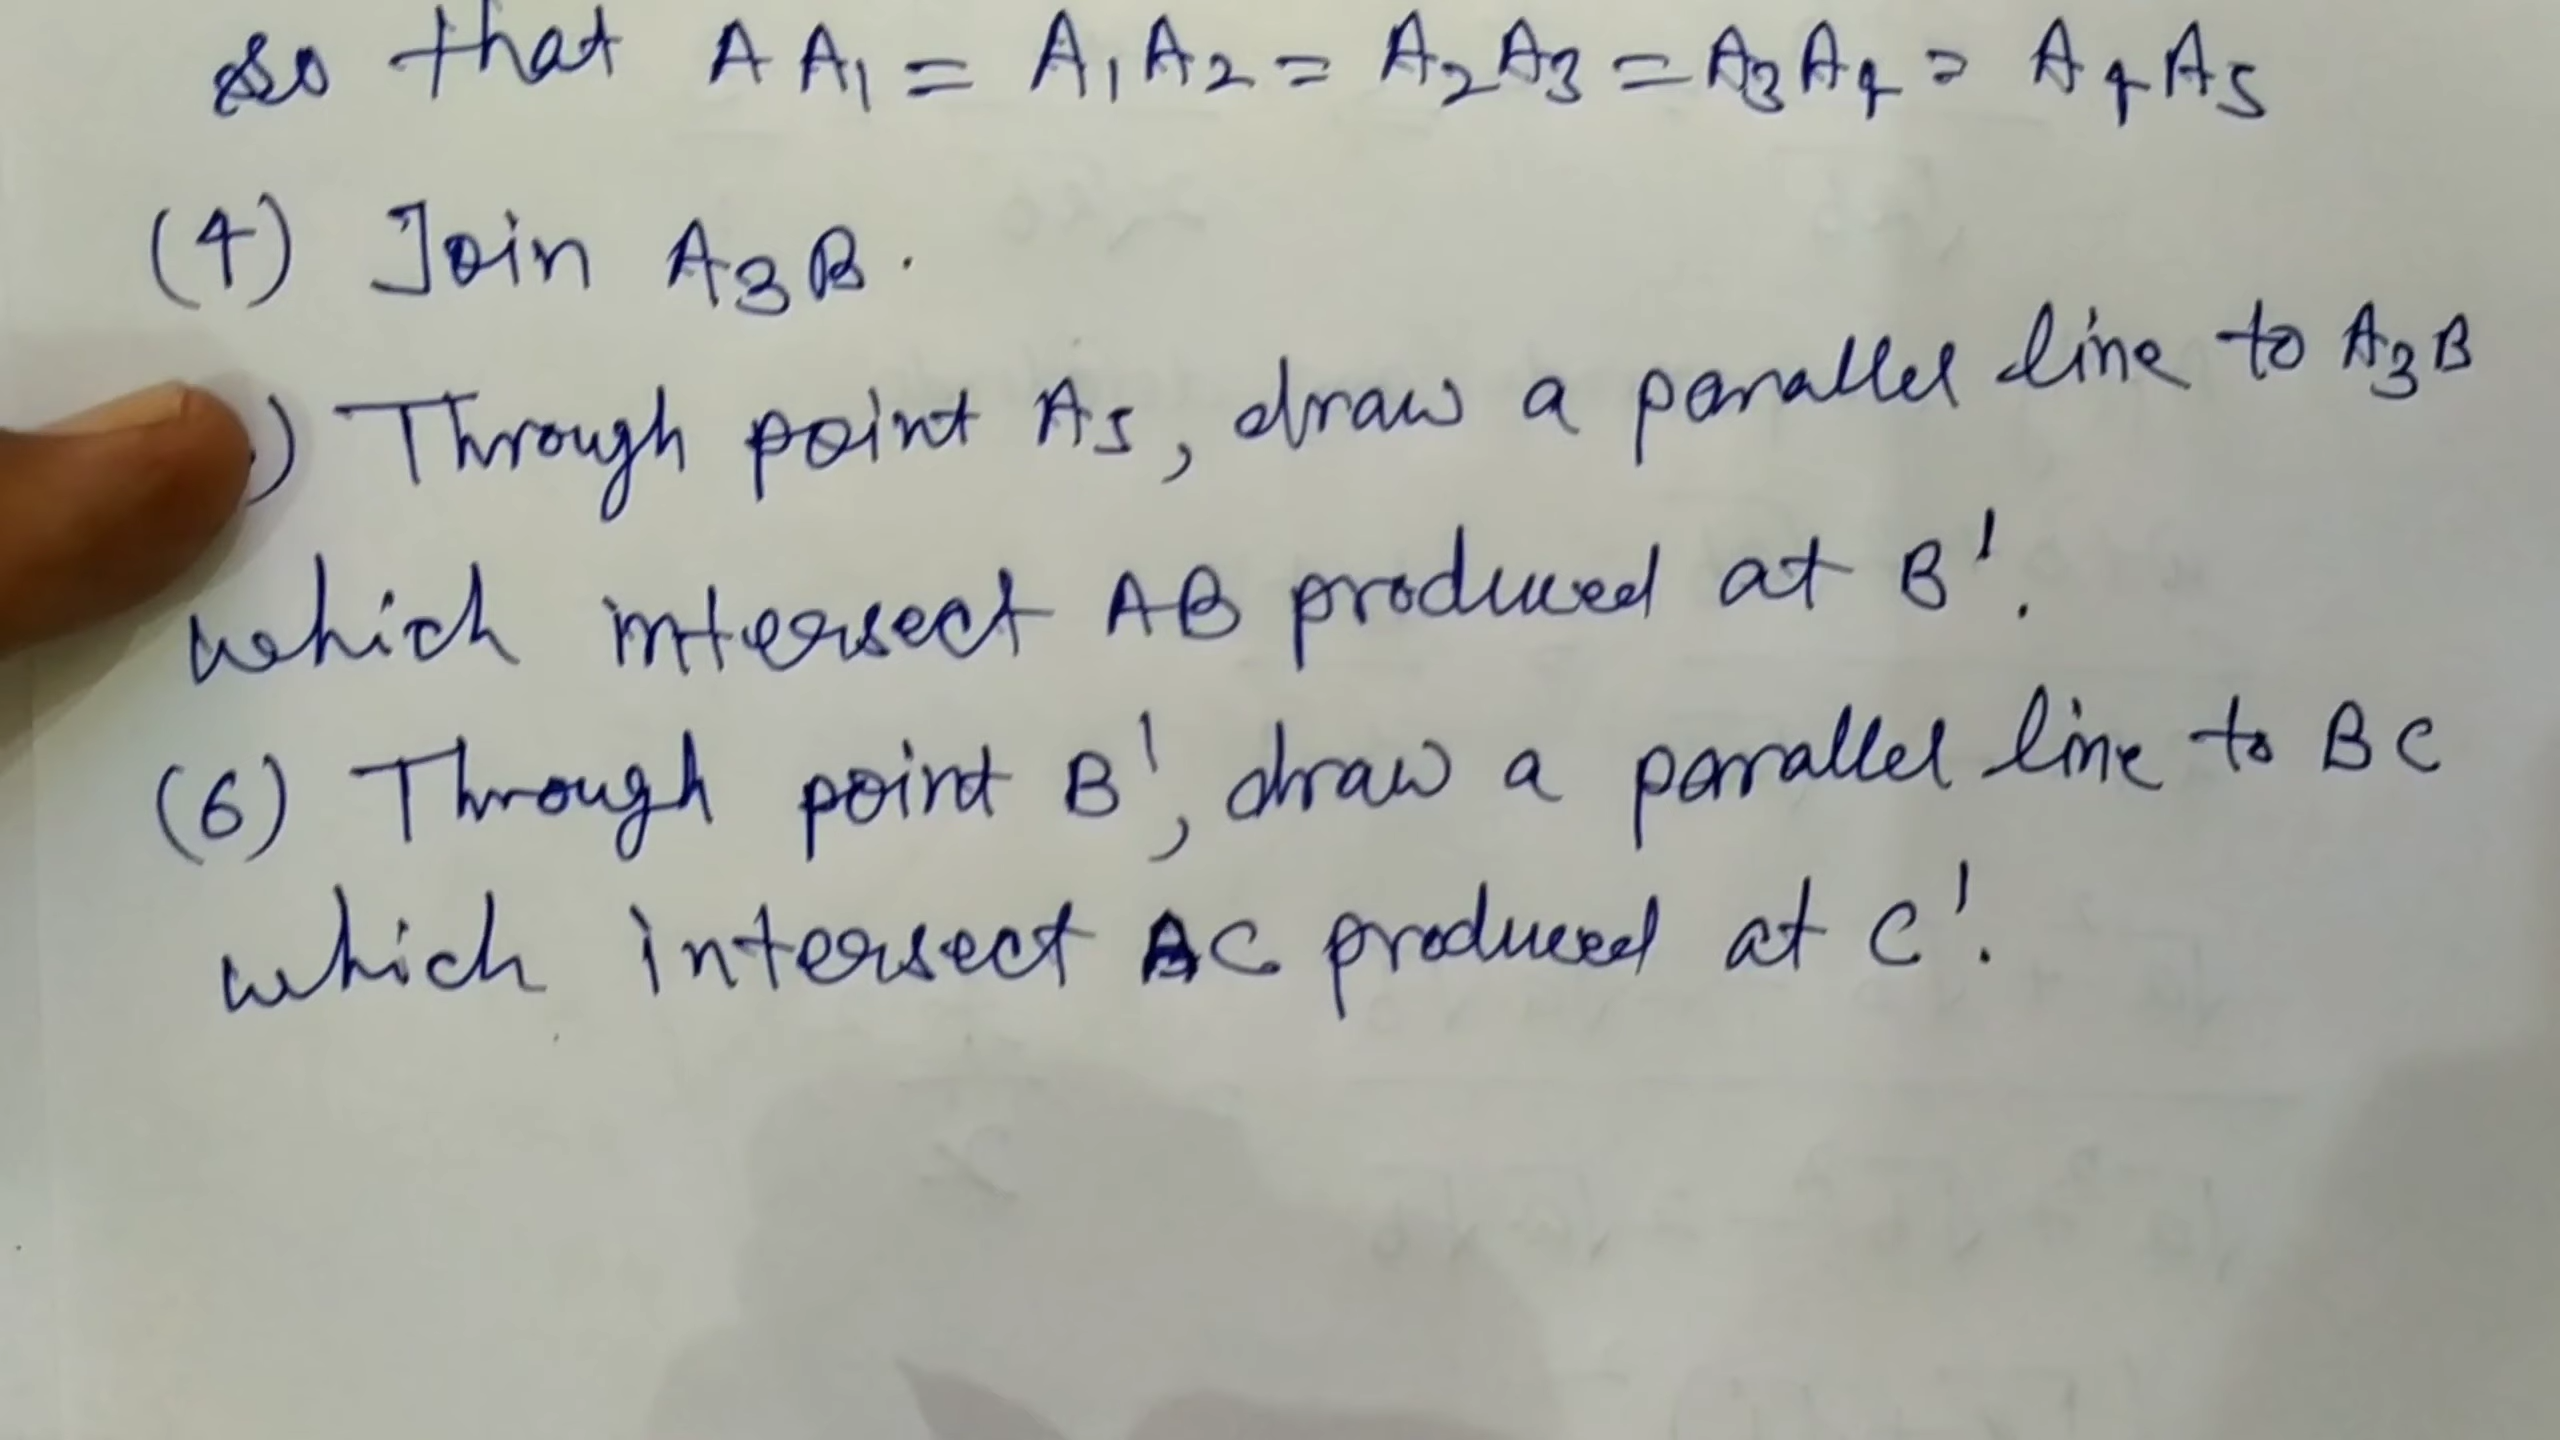 so that AA₁ = A₁A₂ = A₂A₃ = A₃A₄ = A₄A₅
(4) Join A₃B.
) Through point A₅, draw a parallel line to A₃B
which intersect AB produced at B'.
(6) Through point B', draw a parallel line to BC
which intersect AC produced at C'.